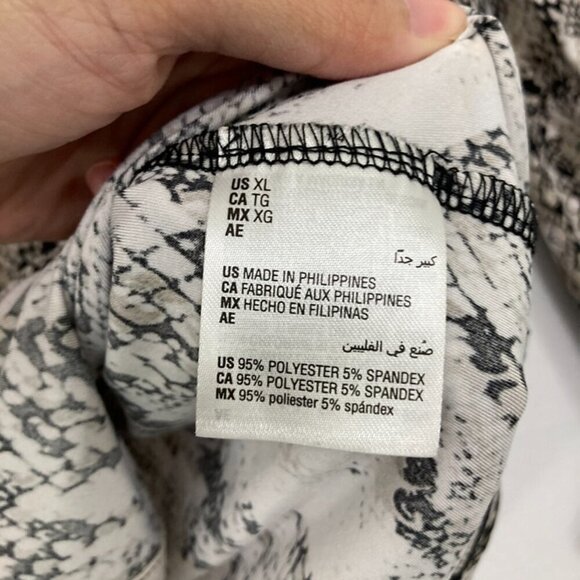 US XL
CA TG
MX XG
AE
كبير جدًا
US MADE IN PHILIPPINES
CA FABRIQUÉ AUX PHILIPPINES
MX HECHO EN FILIPINAS
AE
صُنع في الفلبين
US 95% POLYESTER 5% SPANDEX
CA 95% POLYESTER 5% SPANDEX
MX 95% poliester 5% spándex